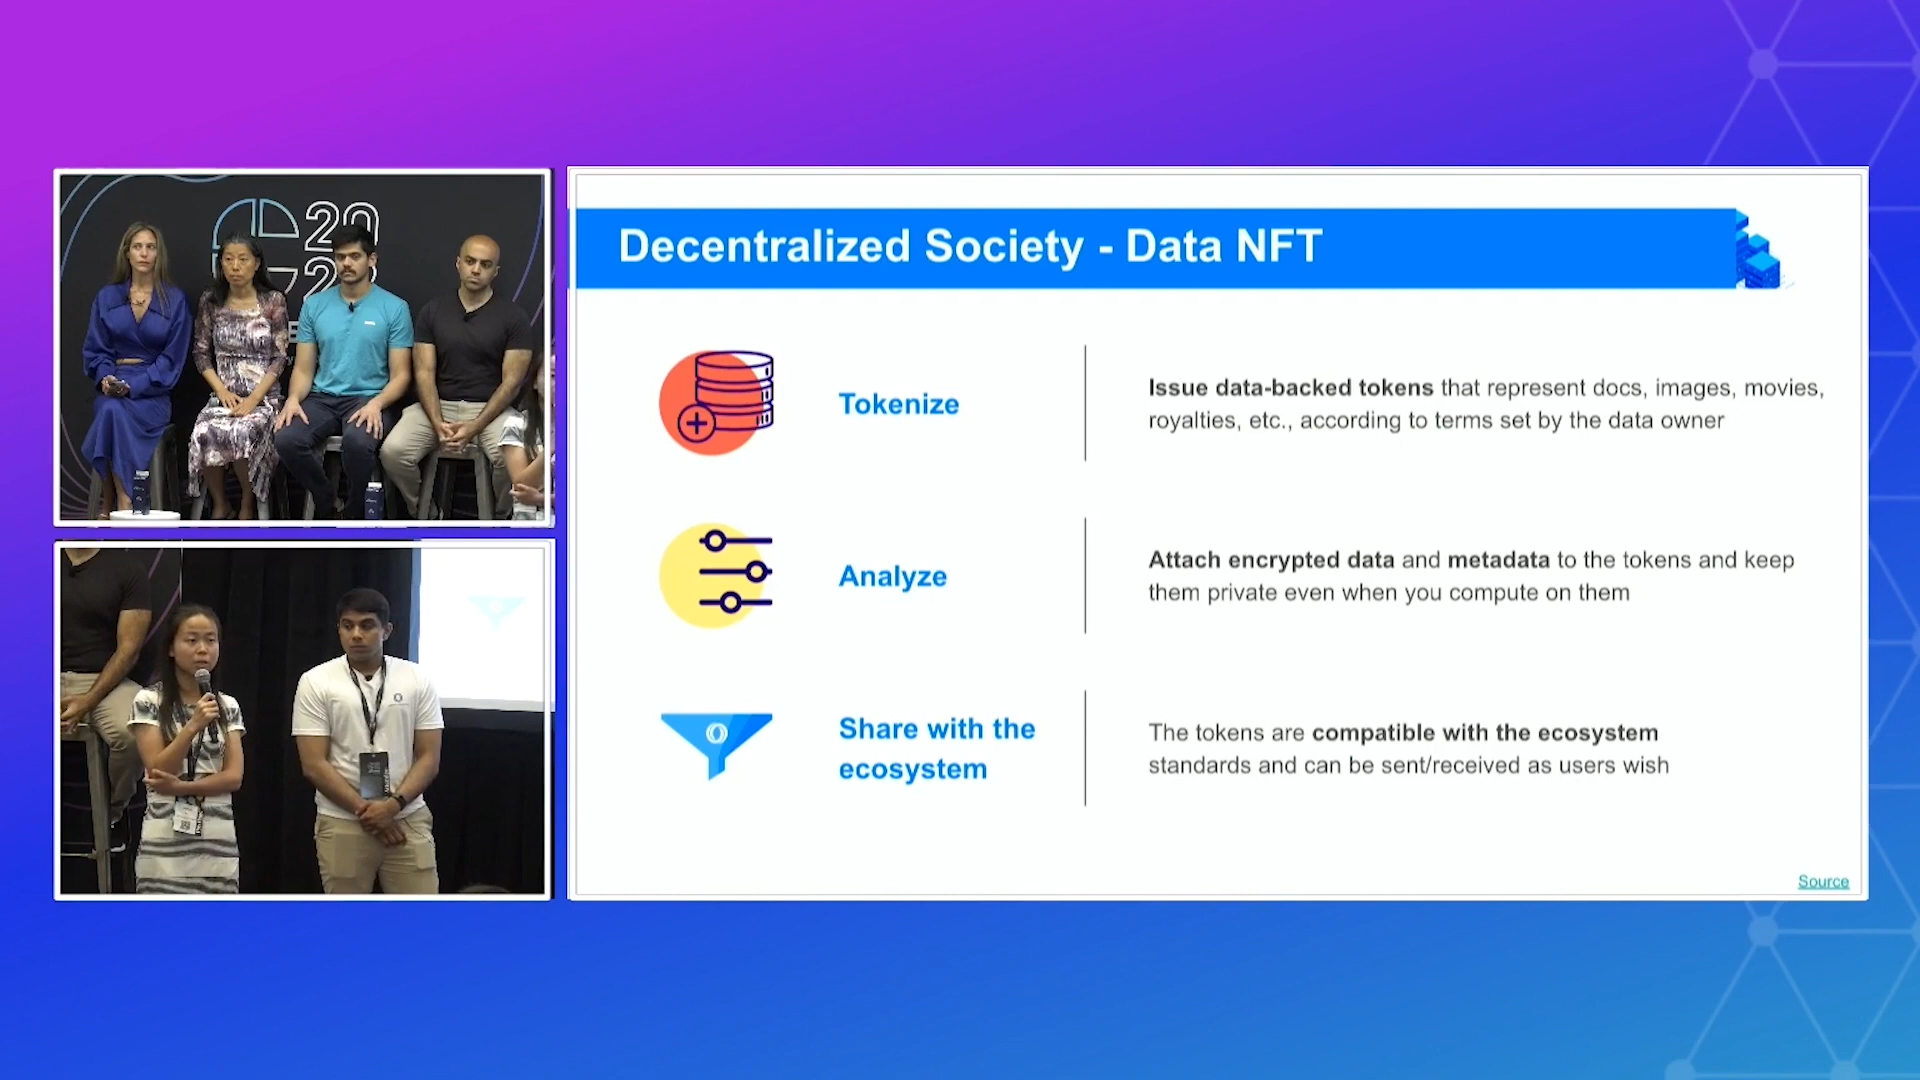 20
2
Decentralized Society - Data NFT
Tokenize
Issue data-backed tokens that represent docs, images, movies,
royalties, etc., according to terms set by the data owner
Analyze
Attach encrypted data and metadata to the tokens and keep
them private even when you compute on them
Share with the
ecosystem
The tokens are compatible with the ecosystem
standards and can be sent/received as users wish
Source